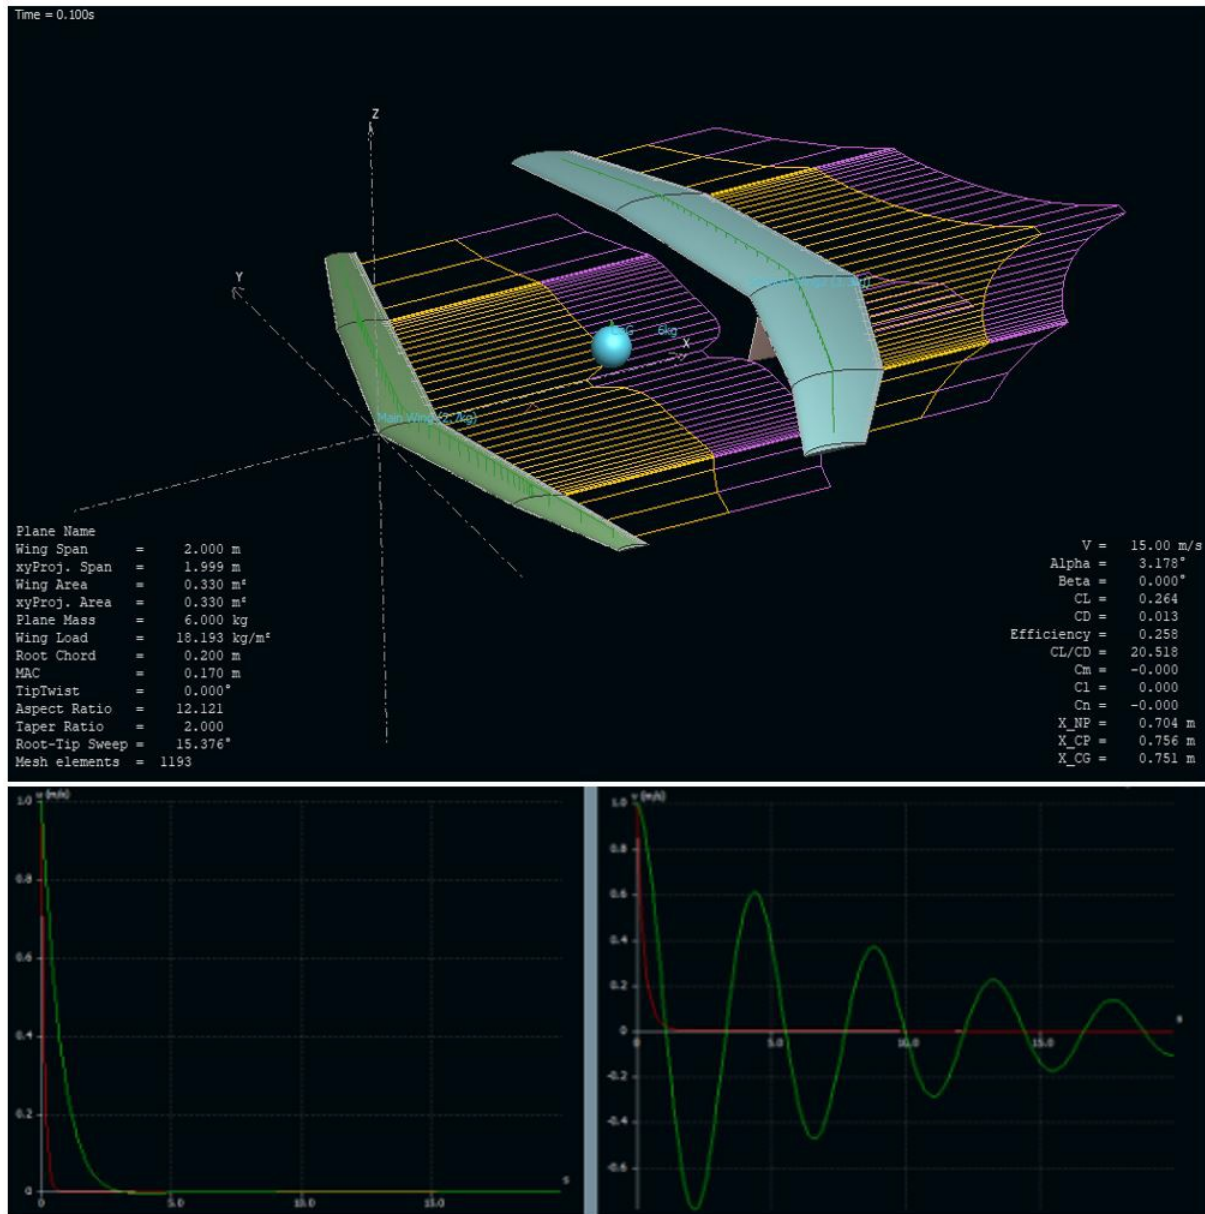 Time = 0.100s
Z
Y
6kg
X
Main Wing(2.7kg)
Plane Name
Wing Span = 2.000 m
xyProj. Span = 1.999 m
Wing Area = 0.330 m²
xyProj. Area = 0.330 m²
Plane Mass = 6.000 kg
Wing Load = 18.193 kg/m²
Root Chord = 0.200 m
MAC = 0.170 m
TipTwist = 0.000°
Aspect Ratio = 12.121
Taper Ratio = 2.000
Root-Tip Sweep = 15.376°
Mesh elements = 1193
V = 15.00 m/s
Alpha = 3.178°
Beta = 0.000°
CL = 0.264
CD = 0.013
Efficiency = 0.258
CL/CD = 20.518
Cm = -0.000
Cl = 0.000
Cn = -0.000
X_NP = 0.704 m
X_CP = 0.756 m
X_CG = 0.751 m
u (m/s)
1.0
0.8
0.6
0.4
0.2
0
0 5.0 10.0 15.0
s
v (m/s)
1.0
0.8
0.6
0.4
0.2
0
-0.2
-0.4
-0.6
0 5.0 10.0 15.0
s